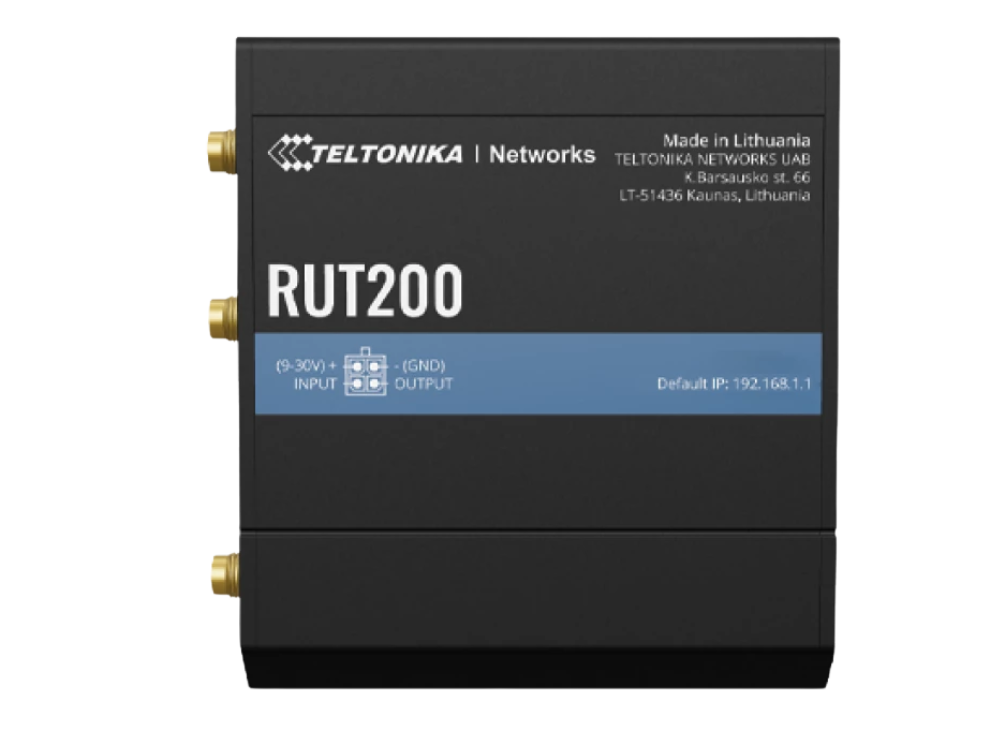 TELTONIKA | Networks
Made in Lithuania
TELTONIKA NETWORKS UAB
K.Barsausko st. 66
LT-51436 Kaunas, Lithuania
RUT200
(9-30V) + - (GND)
INPUT OUTPUT
Default IP: 192.168.1.1